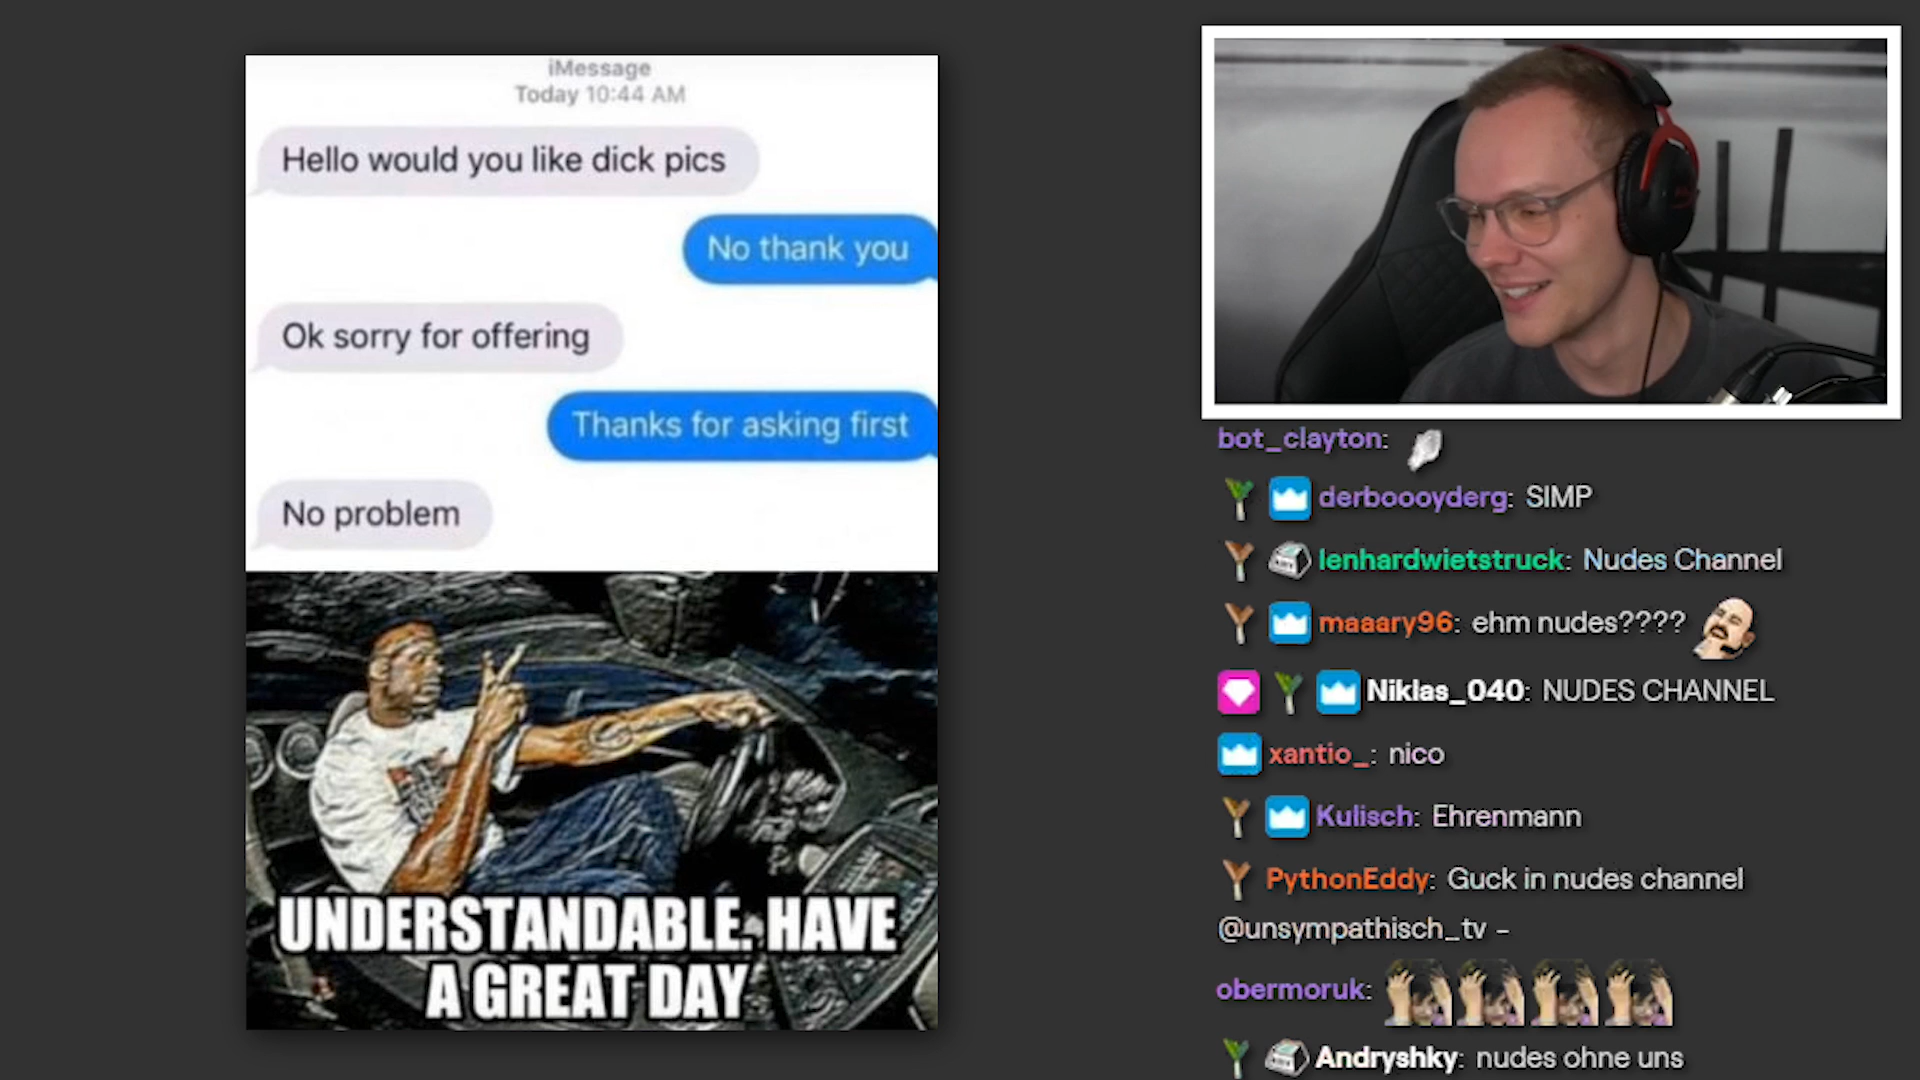 iMessage
Today 10:44 AM
Hello would you like dick pics
No thank you
Ok sorry for offering
Thanks for asking first
No problem
UNDERSTANDABLE. HAVE
A GREAT DAY
bot_clayton:
derboooyderg: SIMP
lenhardwietstruck: Nudes Channel
maaary96: ehm nudes????
Niklas_040: NUDES CHANNEL
xantio_: nico
Kulisch: Ehrenmann
PythonEddy: Guck in nudes channel
@unsympathisch_tv -
obermoruk:
Andryshky: nudes ohne uns